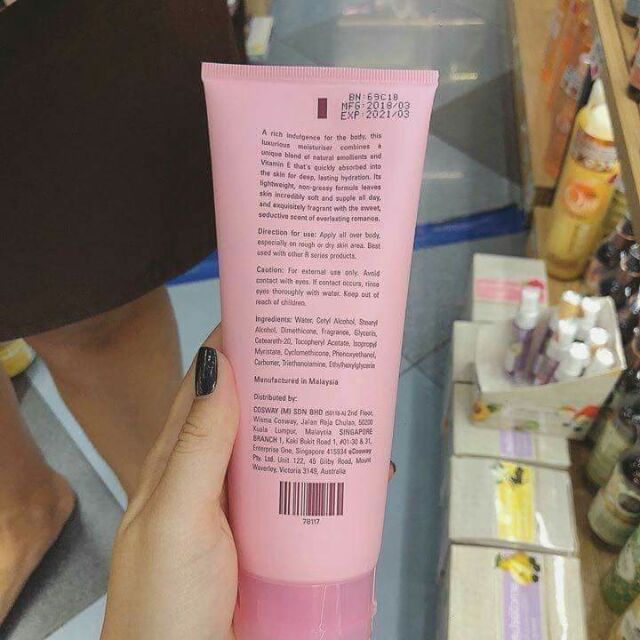 BN:69C18
MFG:2018/03
EXP:2021/03
A rich indulgence for the body, this
luxurious moisturiser combines a
unique blend of natural emollients and
Vitamin E that's quickly absorbed into
the skin for deep, lasting hydration. Its
lightweight, non-greasy formula leaves
skin incredibly soft and supple all day,
and exquisitely fragrant with the sweet,
seductive scent of everlasting romance.
Direction for use: Apply all over body,
especially on rough or dry skin area. Best
used with other R series products.
Caution: For external use only. Avoid
contact with eyes. If contact occurs, rinse
eyes thoroughly with water. Keep out of
reach of children.
Ingredients: Water, Cetyl Alcohol, Stearyl
Alcohol, Dimethicone, Fragrance, Glycerin,
Ceteareth-20, Tocopheryl Acetate, Isopropyl
Myristate, Cyclomethicone, Phenoxyethanol,
Carbomer, Triethanolamine, Ethylhexylglycerin
Manufactured in Malaysia
Distributed by:
COSWAY (M) SDN BHD 2nd Floor,
Wisma Cosway, Jalan Raja Chulan, 50200
Kuala Lumpur, Malaysia SINGAPORE
BRANCH 1, Kaki Bukit Road 1, #01-30 & 31,
Enterprise One, Singapore 415934 eCosway
Pty. Ltd. Unit 122, 45 Gilby Road, Mount
Waverley, Victoria 3149, Australia
78117